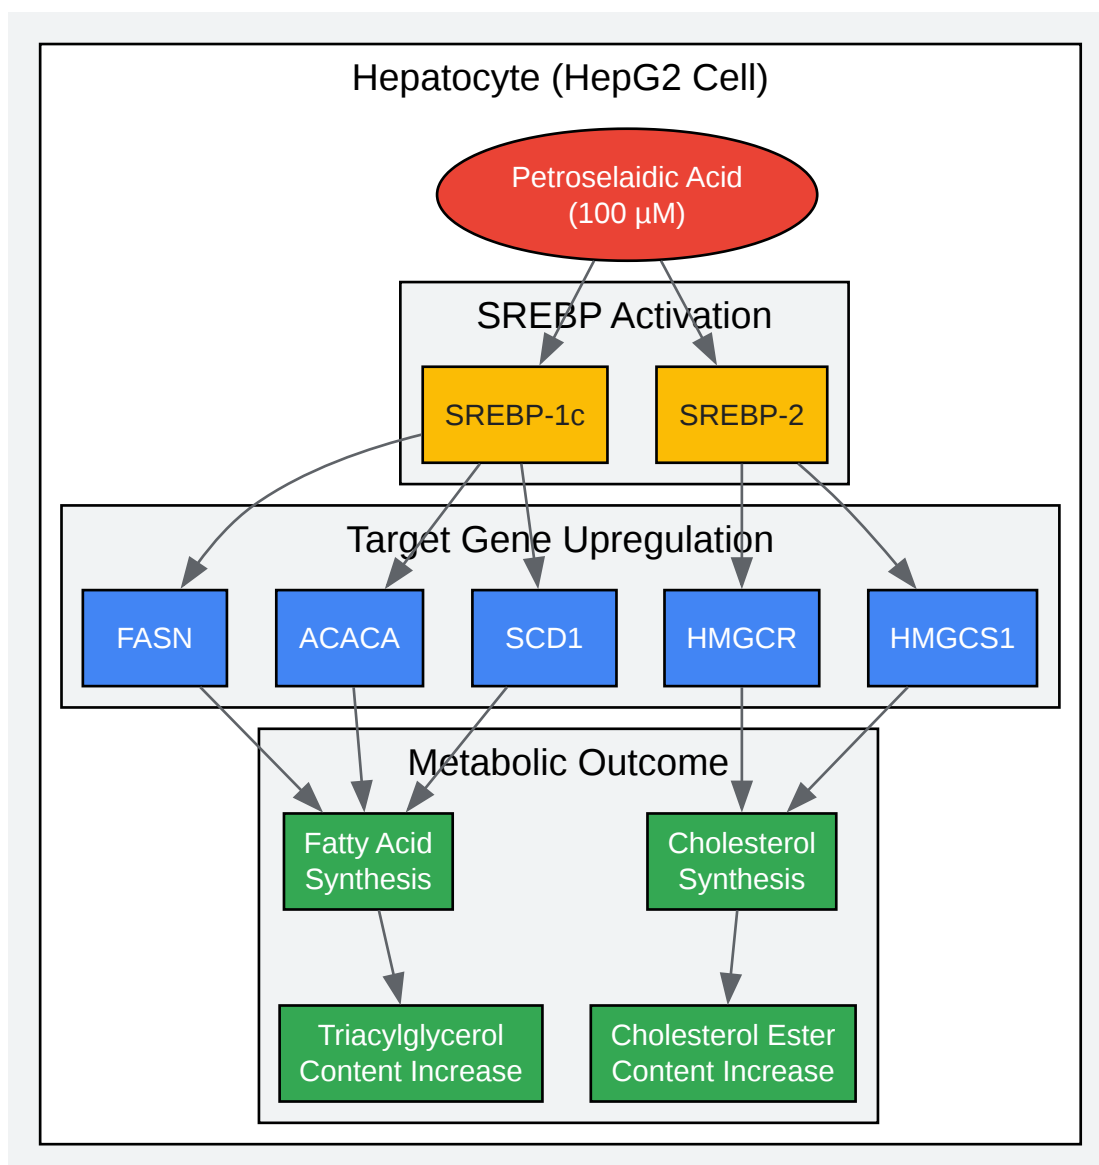 Hepatocyte (HepG2 Cell)
Petroselaidic Acid
(100 µM)
SREBP Activation
SREBP-1c
SREBP-2
Target Gene Upregulation
FASN
ACACA
SCD1
HMGCR
HMGCS1
Metabolic Outcome
Fatty Acid
Synthesis
Cholesterol
Synthesis
Triacylglycerol
Content Increase
Cholesterol Ester
Content Increase